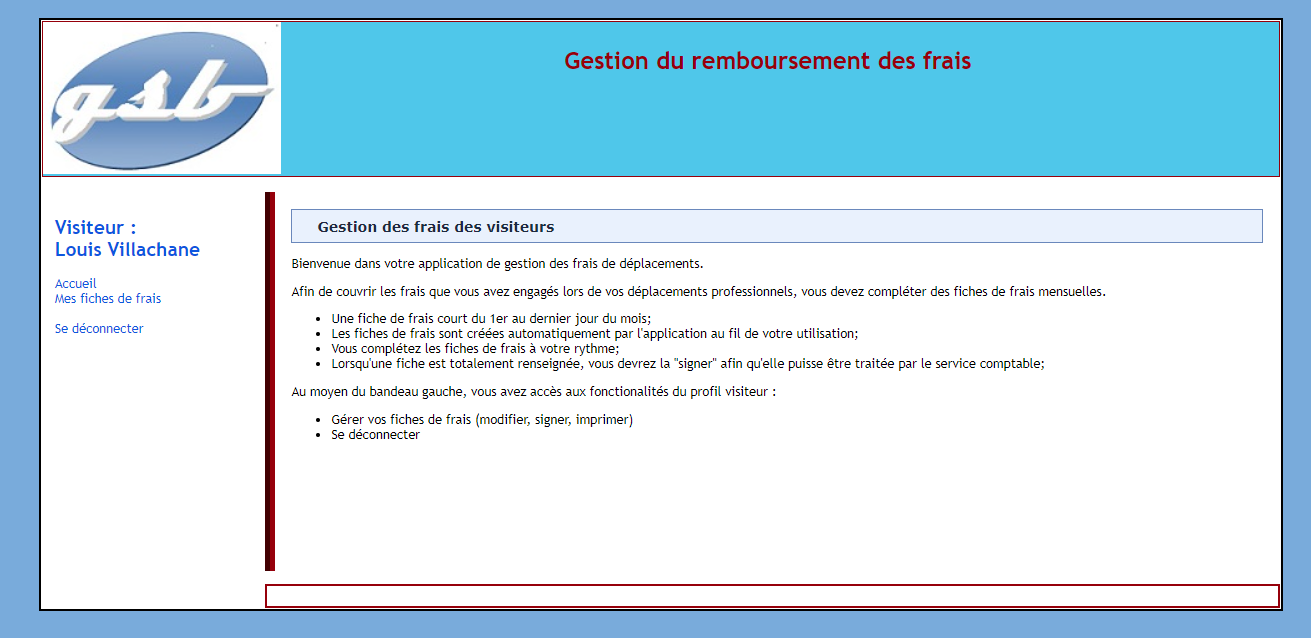 gsb
Gestion du remboursement des frais
Visiteur :
Louis Villachane
Accueil
Mes fiches de frais
Se déconnecter
Gestion des frais des visiteurs
Bienvenue dans votre application de gestion des frais de déplacements.
Afin de couvrir les frais que vous avez engagés lors de vos déplacements professionnels, vous devez compléter des fiches de frais mensuelles.
• Une fiche de frais court du 1er au dernier jour du mois;
• Les fiches de frais sont créées automatiquement par l'application au fil de votre utilisation;
• Vous complétez les fiches de frais à votre rythme;
• Lorsqu'une fiche est totalement renseignée, vous devrez la "signer" afin qu'elle puisse être traitée par le service comptable;
Au moyen du bandeau gauche, vous avez accès aux fonctionalités du profil visiteur :
• Gérer vos fiches de frais (modifier, signer, imprimer)
• Se déconnecter